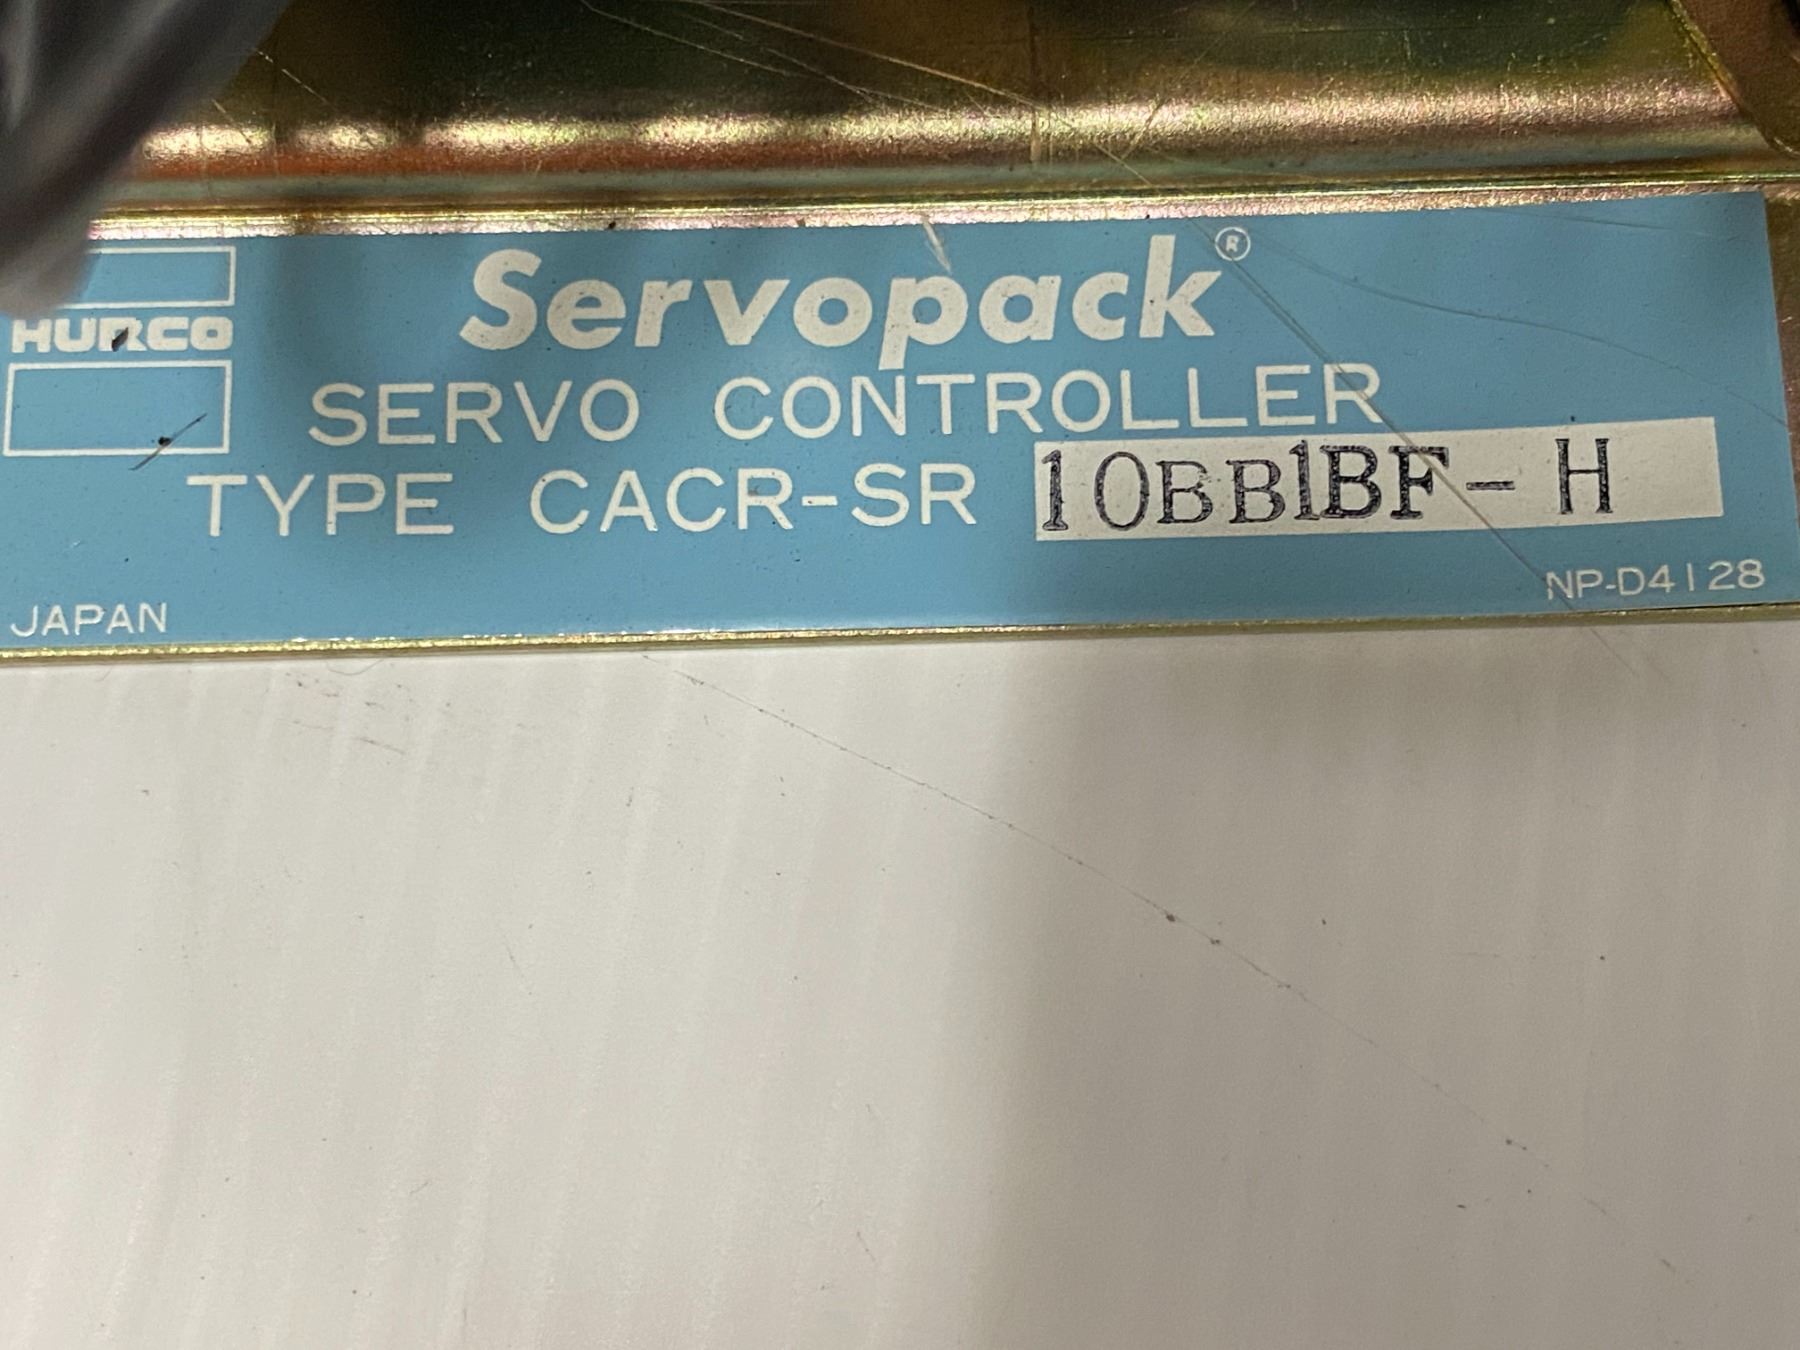 Servopack®
HURCO
SERVO CONTROLLER
TYPE CACR-SR 10BB1BF-H
NP-D4128
JAPAN